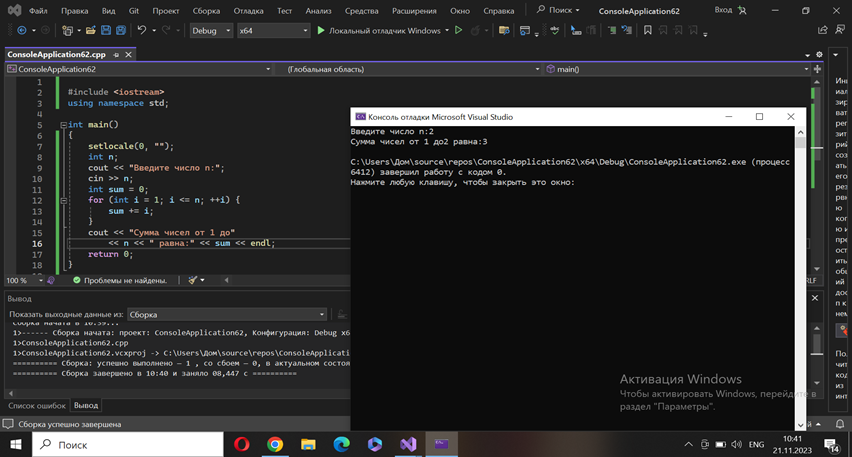 Файл Правка Вид Git Проект Сборка Отладка Тест Анализ Средства Расширения Окно Справка Поиск ConsoleApplication62 Вход
Debug x64 Локальный отладчик Windows
ConsoleApplication62.cpp
ConsoleApplication62 (Глобальная область) main()
1
2 #include <iostream>
3 using namespace std;
4
5 int main()
6 {
7 setlocale(0, "");
8 int n;
9 cout << "Введите число n:";
10 cin >> n;
11 int sum = 0;
12 for (int i = 1; i <= n; ++i) {
13 sum += i;
14 }
15 cout << "Сумма чисел от 1 до"
16 << n << " равна:" << sum << endl;
17 return 0;
18 }
100 % Проблемы не найдены.
Вывод
Показать выходные данные из: Сборка
Сборка начата в 10:39...
1>------ Сборка начата: проект: ConsoleApplication62, Конфигурация: Debug x6
1>ConsoleApplication62.cpp
1>ConsoleApplication62.vcxproj -> C:\Users\Дом\source\repos\ConsoleApplicati
========== Сборка: успешно выполнено — 1 , со сбоем — 0, в актуальном состоя
========== Сборка завершено в 10:40 и заняло 08,447 с ==========
Список ошибок Вывод
Сборка успешно завершена
Консоль отладки Microsoft Visual Studio
Введите число n:2
Сумма чисел от 1 до2 равна:3
C:\Users\Дом\source\repos\ConsoleApplication62\x64\Debug\ConsoleApplication62.exe (процесс
6412) завершил работу с кодом 0.
Нажмите любую клавишу, чтобы закрыть это окно:
Активация Windows
Чтобы активировать Windows, перейдите в
раздел "Параметры".
Поиск
ENG
10:41
21.11.2023
14